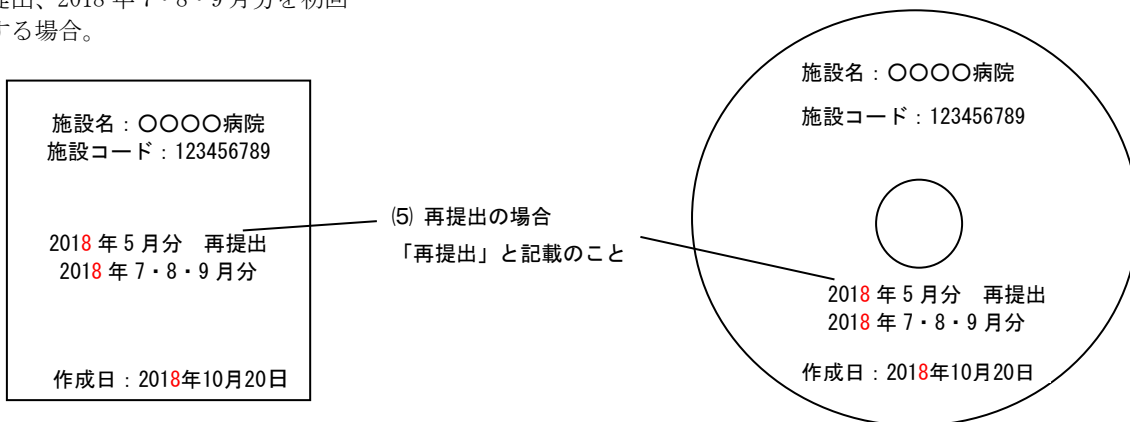 提出、2018 年 7・8・9 月分を初回
する場合。
施設名：〇〇〇〇病院
施設コード：123456789
2018 年 5 月分　再提出
2018 年 7・8・9 月分
作成日：2018年10月20日
⑸ 再提出の場合
「再提出」と記載のこと
施設名：〇〇〇〇病院
施設コード：123456789
2018 年 5 月分　再提出
2018 年 7・8・9 月分
作成日：2018年10月20日